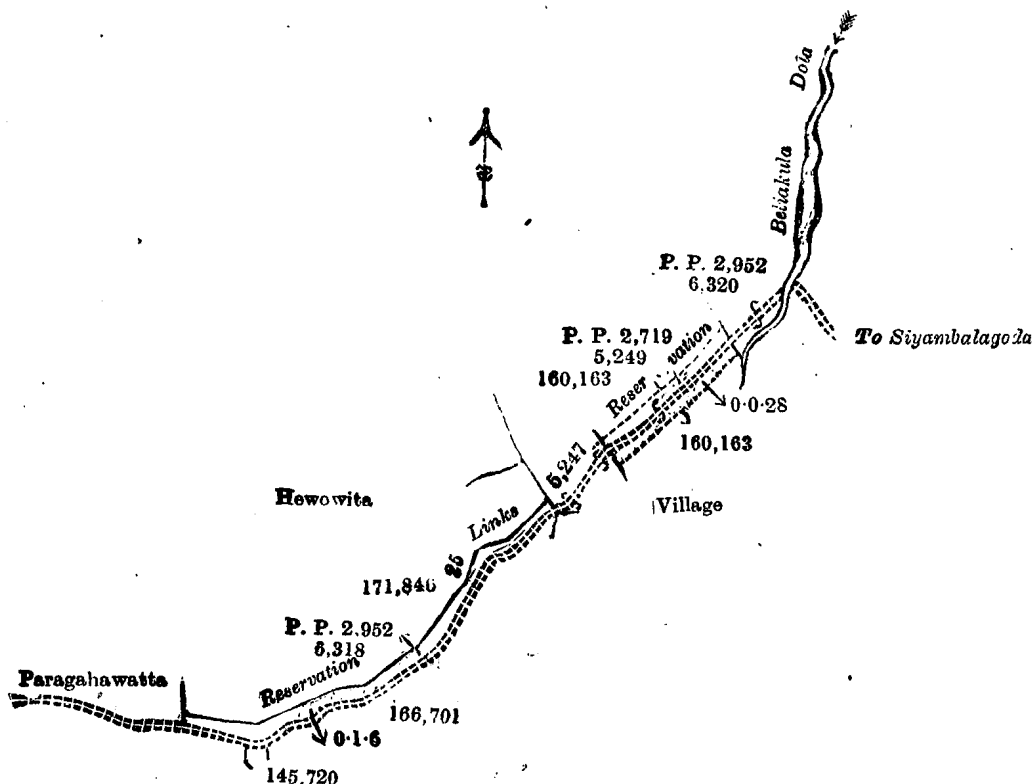 Beliakula Dola
P. P. 2,952
6,320
To Siyambalagoda
P. P. 2,719
5,249
160,163
Reservation
0·0·28
160,163
5,247
Village
Hewowita
25 Links
171,846
P. P. 2,952
6,318
Reservation
Paragahawatta
166,701
0·1·6
145,720